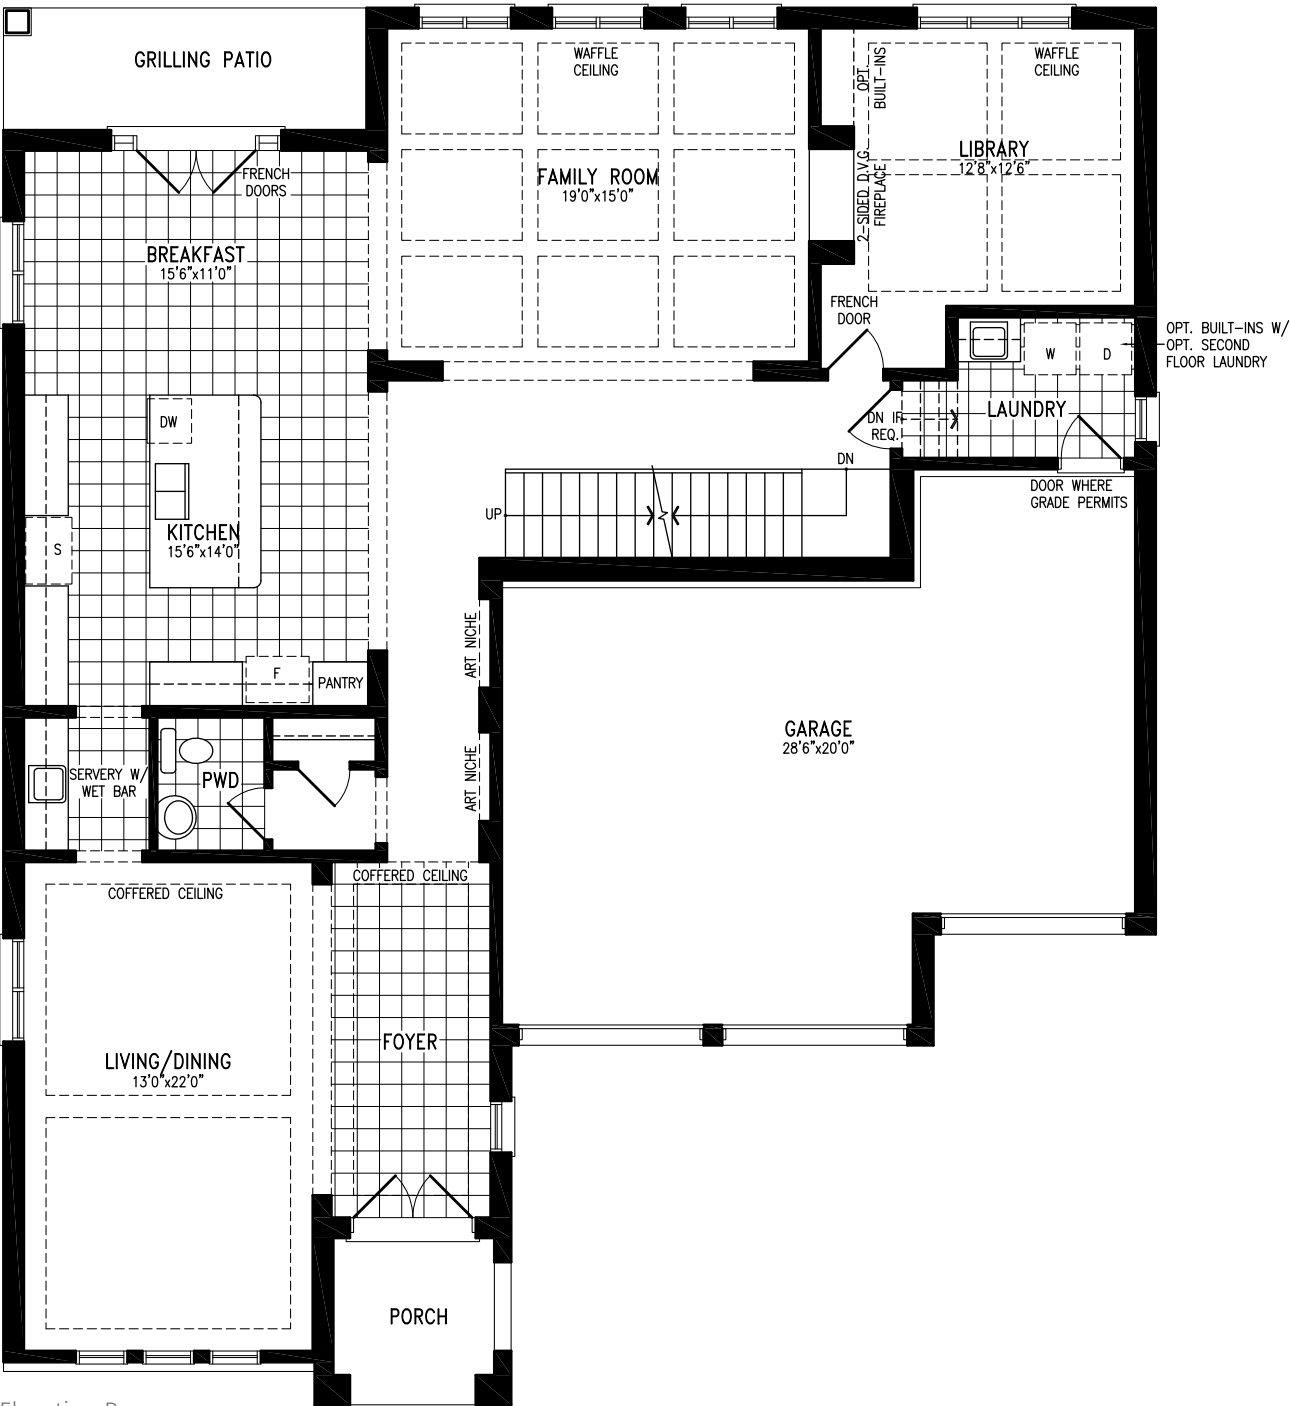 GRILLING PATIO
WAFFLE
CEILING
OPT.
BUILT-INS
WAFFLE
CEILING
LIBRARY
12'8"x12'6"
FRENCH
DOORS
FAMILY ROOM
19'0"x15'0"
2-SIDED D.V.G.
FIREPLACE
BREAKFAST
15'6"x11'0"
FRENCH
DOOR
OPT. BUILT-INS W/
OPT. SECOND
FLOOR LAUNDRY
W
D
DW
DN IF
REQ.
LAUNDRY
DN
DOOR WHERE
GRADE PERMITS
UP
KITCHEN
15'6"x14'0"
S
ART NICHE
F
PANTRY
GARAGE
28'6"x20'0"
SERVERY W/
WET BAR
PWD
ART NICHE
COFFERED CEILING
COFFERED CEILING
FOYER
LIVING/DINING
13'0"x22'0"
PORCH